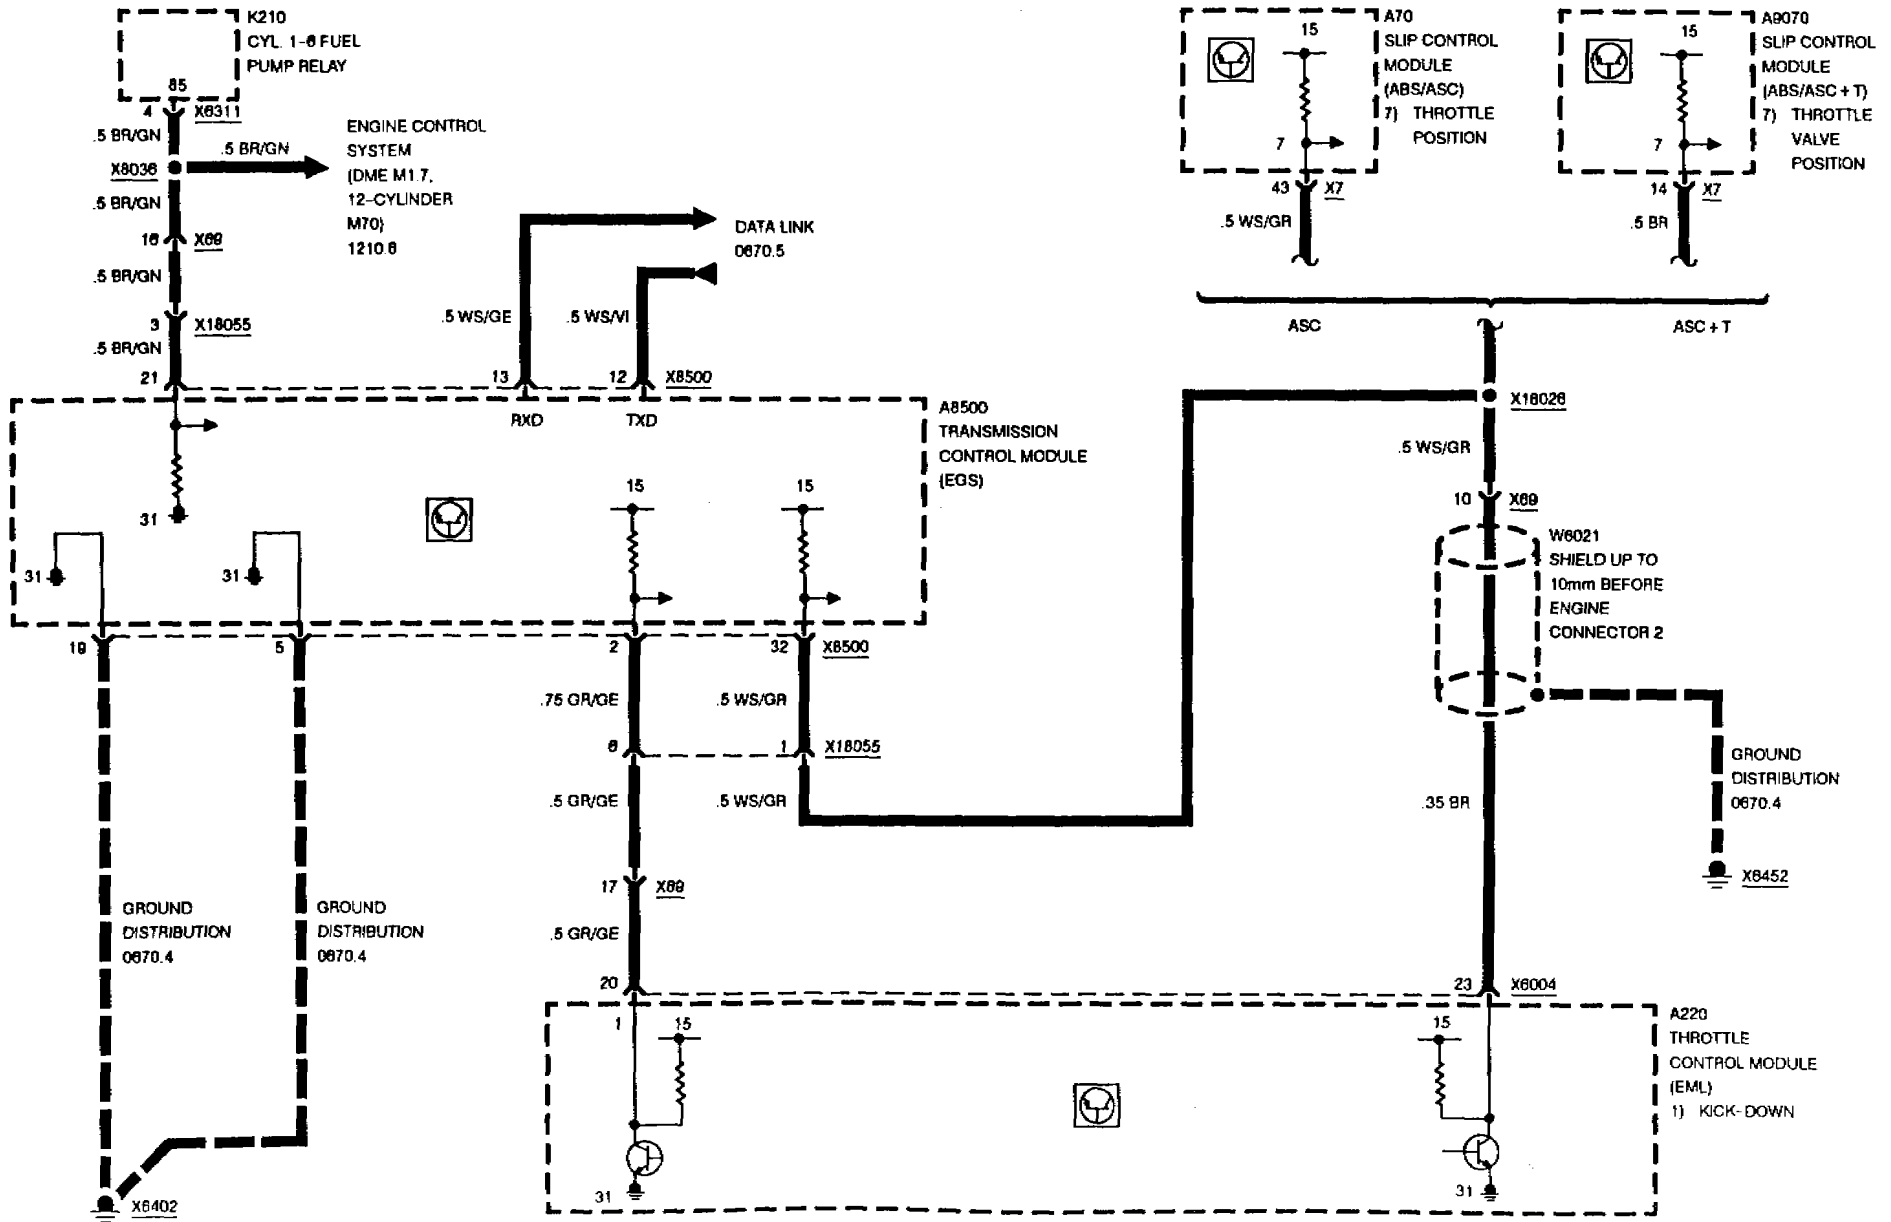 K210
CYL. 1-6 FUEL
PUMP RELAY
85
4
X6311
.5 BR/GN
X8036
.5 BR/GN
ENGINE CONTROL
SYSTEM
(DME M1.7,
12-CYLINDER
M70)
1210.6
.5 BR/GN
16
X69
.5 BR/GN
3
X18055
.5 BR/GN
21
DATA LINK
0670.5
.5 WS/GE
.5 WS/VI
13
12
X8500
RXD
TXD
A8500
TRANSMISSION
CONTROL MODULE
(EGS)
31
31
31
15
15
19
5
2
32
X8500
.75 GR/GE
.5 WS/GR
6
1
X18055
.5 GR/GE
.5 WS/GR
17
X69
.5 GR/GE
20
GROUND
DISTRIBUTION
0670.4
GROUND
DISTRIBUTION
0670.4
X6402
A70
SLIP CONTROL
MODULE
(ABS/ASC)
7) THROTTLE
POSITION
15
7
43
X7
.5 WS/GR
A9070
SLIP CONTROL
MODULE
(ABS/ASC + T)
7) THROTTLE
VALVE
POSITION
15
7
14
X7
.5 BR
ASC
ASC + T
X18026
.5 WS/GR
10
X69
W6021
SHIELD UP TO
10mm BEFORE
ENGINE
CONNECTOR 2
.35 BR
GROUND
DISTRIBUTION
0670.4
X6452
23
X6004
A220
THROTTLE
CONTROL MODULE
(EML)
1) KICK-DOWN
1
15
15
31
31